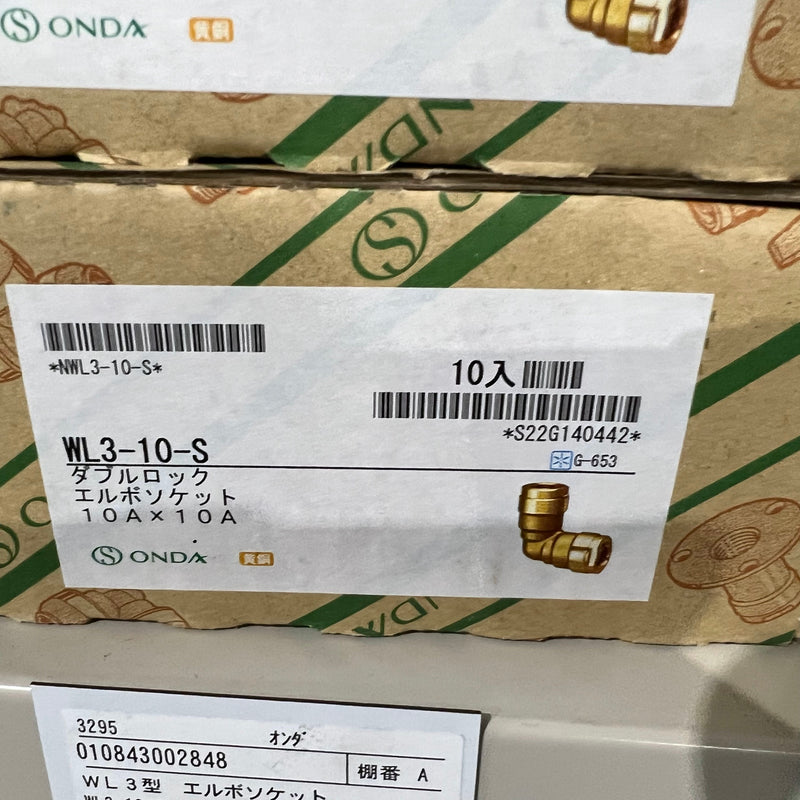 ONDA 黄銅
ONDA
*NWL3-10-S*
10入
*S22G140442*
WL3-10-S
G-653
ダブルロック
エルボソケット
10A×10A
ONDA 黄銅
3295 オンダ
010843002848 棚番 A
WL3型 エルボソケット